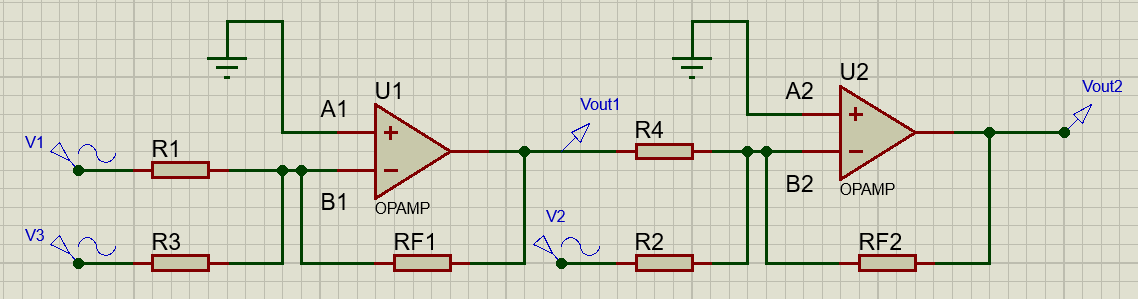 U1
A1
+
V1
R1
−
B1
OPAMP
V3
R3
RF1
Vout1
R4
V2
R2
U2
A2
+
−
B2
OPAMP
RF2
Vout2